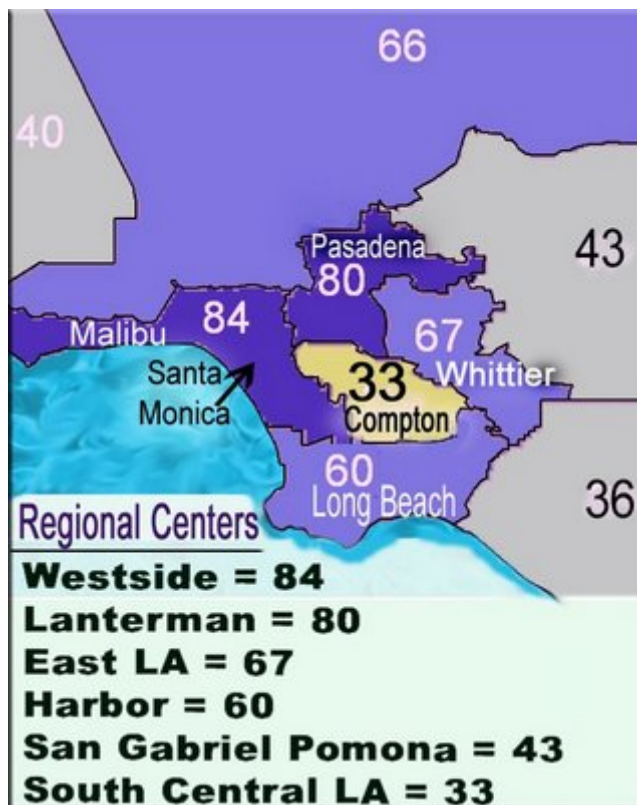 66
40
Pasadena
43
80
84
67
Malibu
Whittier
Santa
Monica
33
Compton
60
Long Beach
36
Regional Centers
Westside = 84
Lanterman = 80
East LA = 67
Harbor = 60
San Gabriel Pomona = 43
South Central LA = 33